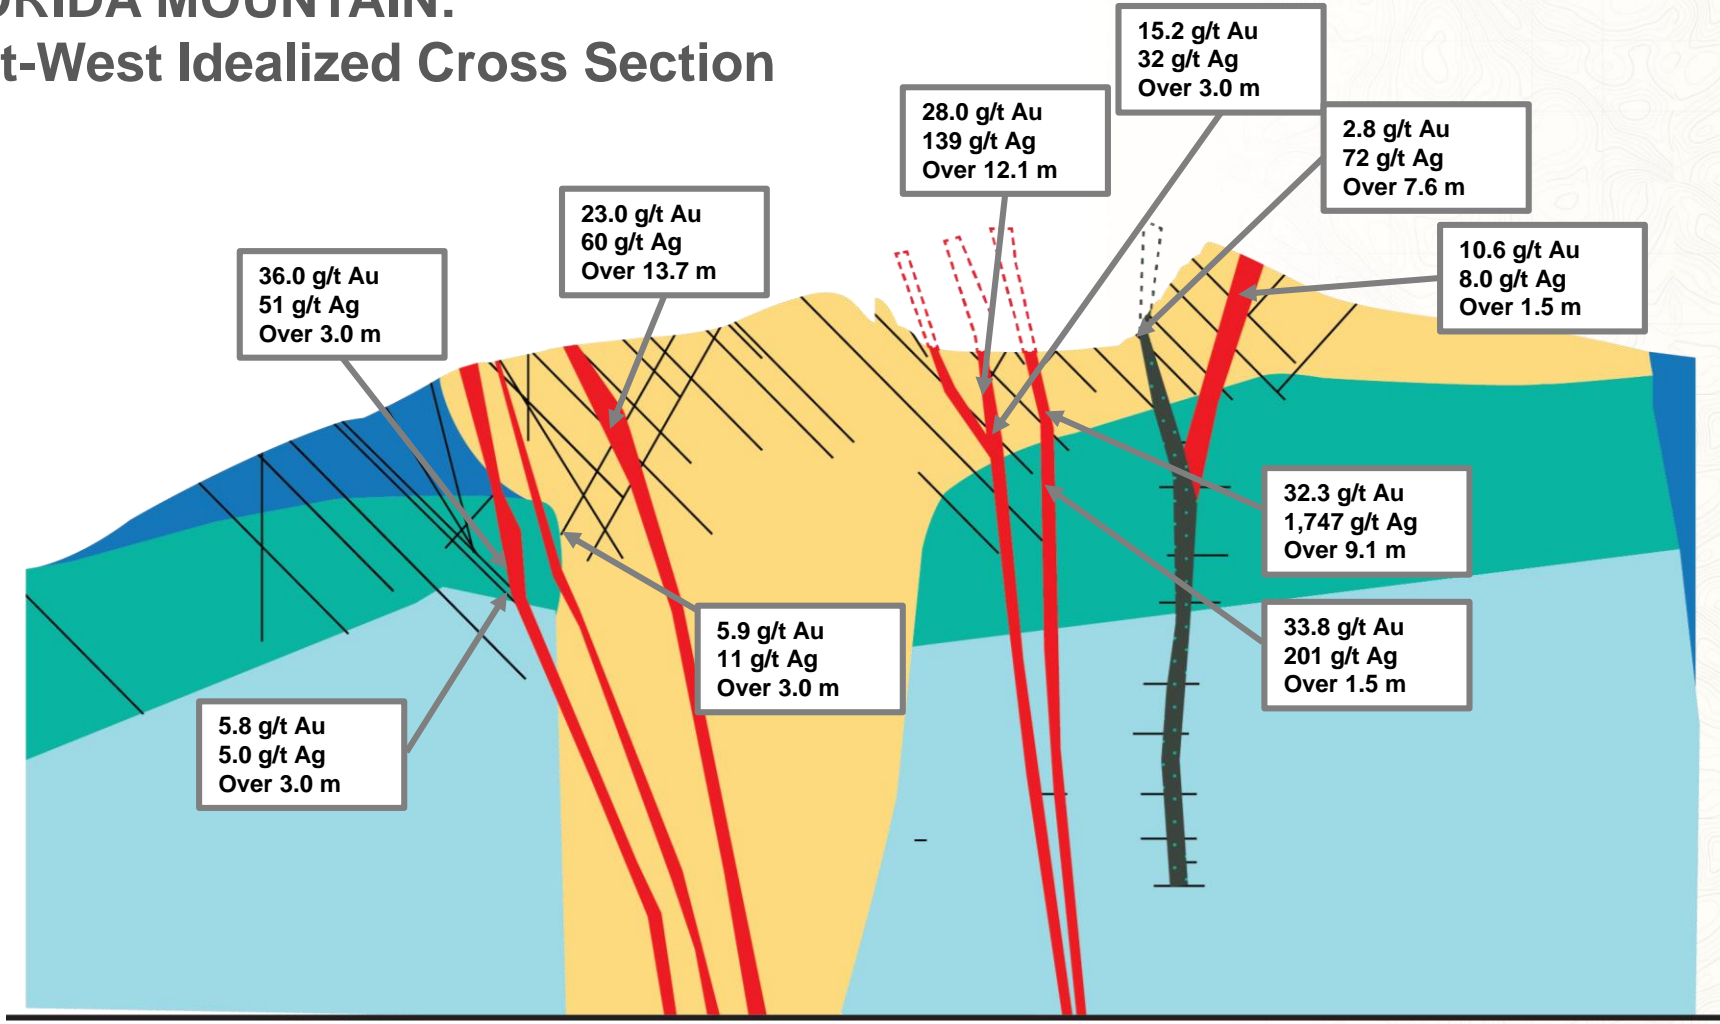 RIDA MOUNTAIN:
t-West Idealized Cross Section
15.2 g/t Au
32 g/t Ag
Over 3.0 m
28.0 g/t Au
139 g/t Ag
Over 12.1 m
2.8 g/t Au
72 g/t Ag
Over 7.6 m
23.0 g/t Au
60 g/t Ag
Over 13.7 m
10.6 g/t Au
8.0 g/t Ag
Over 1.5 m
36.0 g/t Au
51 g/t Ag
Over 3.0 m
32.3 g/t Au
1,747 g/t Ag
Over 9.1 m
5.9 g/t Au
11 g/t Ag
Over 3.0 m
33.8 g/t Au
201 g/t Ag
Over 1.5 m
5.8 g/t Au
5.0 g/t Ag
Over 3.0 m